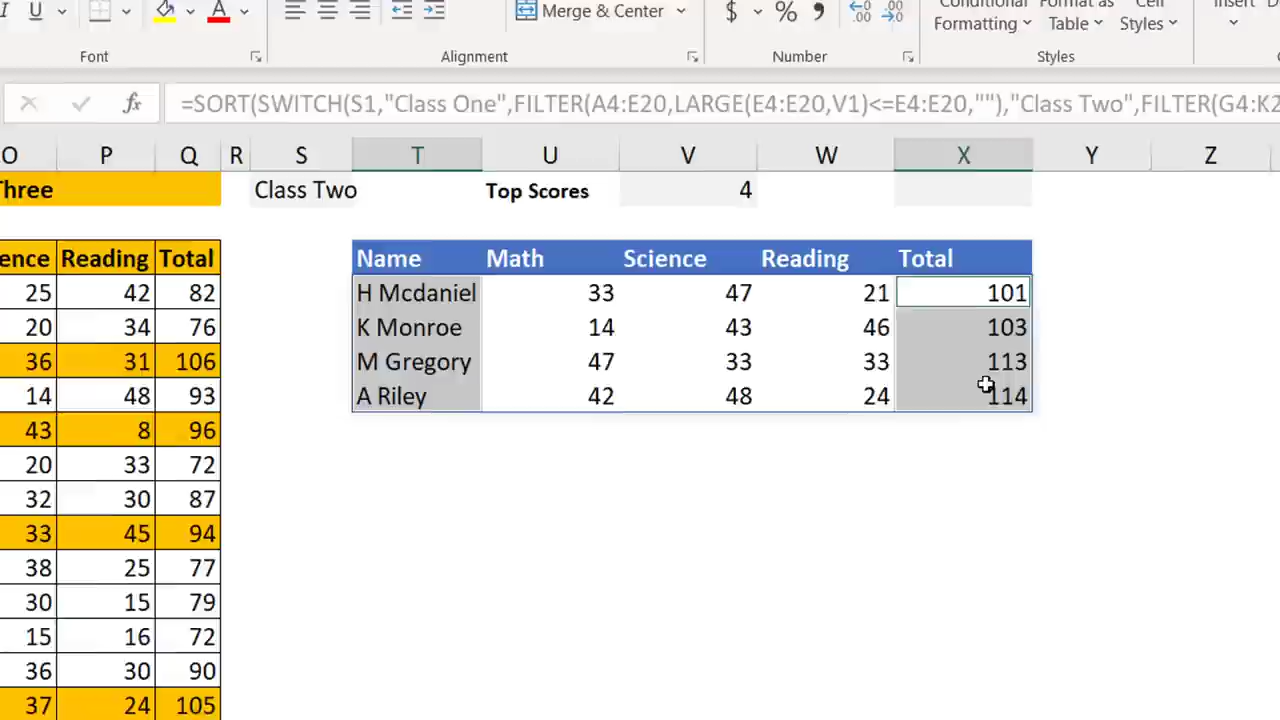 U
A
Merge & Center
$ % ,
Conditional
Formatting
Format as
Table
Cell
Styles
Insert
Font
Alignment
Number
Styles
fx =SORT(SWITCH(S1,"Class One",FILTER(A4:E20,LARGE(E4:E20,V1)<=E4:E20,""),"Class Two",FILTER(G4:K2
O P Q R S T U V W X Y Z
Three Class Two Top Scores 4
ence Reading Total Name Math Science Reading Total
25 42 82 H Mcdaniel 33 47 21 101
20 34 76 K Monroe 14 43 46 103
36 31 106 M Gregory 47 33 33 113
14 48 93 A Riley 42 48 24 114
43 8 96
20 33 72
32 30 87
33 45 94
38 25 77
30 15 79
15 16 72
36 30 90
37 24 105